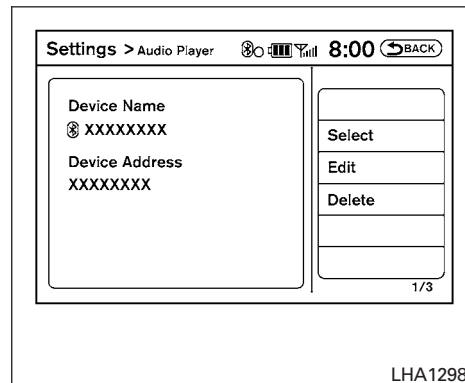 Settings > Audio Player 8:00 BACK
Device Name
XXXXXXXX
Device Address
XXXXXXXX
Select
Edit
Delete
1/3
LHA1298